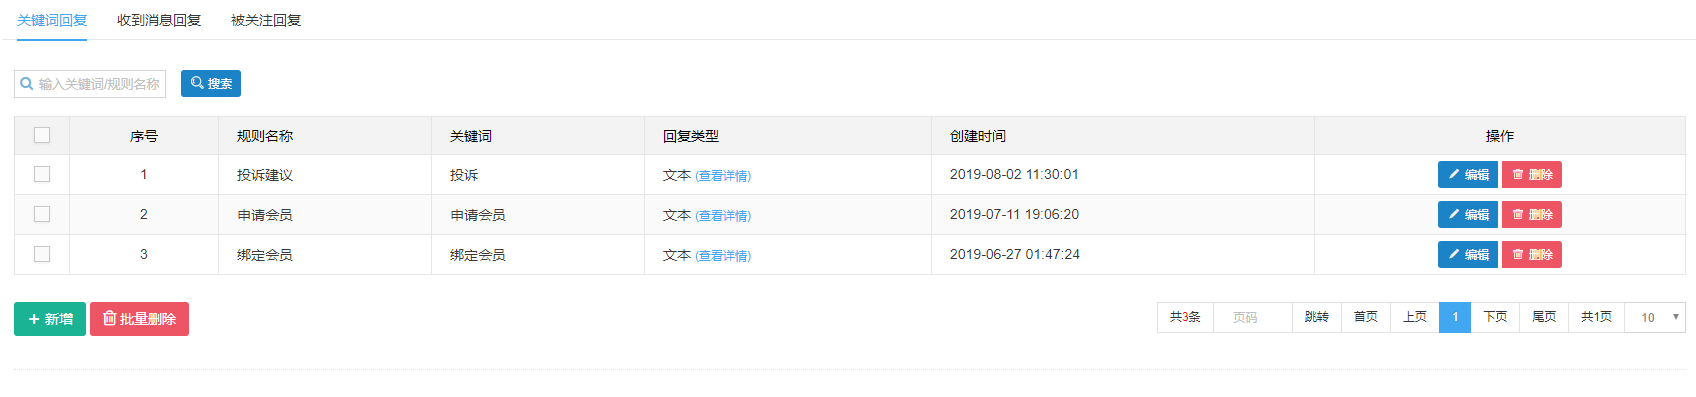 关键词回复 收到消息回复 被关注回复
输入关键词/规则名称 搜索
序号 规则名称 关键词 回复类型 创建时间 操作
1 投诉建议 投诉 文本 (查看详情) 2019-08-02 11:30:01 编辑 删除
2 申请会员 申请会员 文本 (查看详情) 2019-07-11 19:06:20 编辑 删除
3 绑定会员 绑定会员 文本 (查看详情) 2019-06-27 01:47:24 编辑 删除
+ 新增 批量删除 共3条 页码 跳转 首页 上页 1 下页 尾页 共1页 10